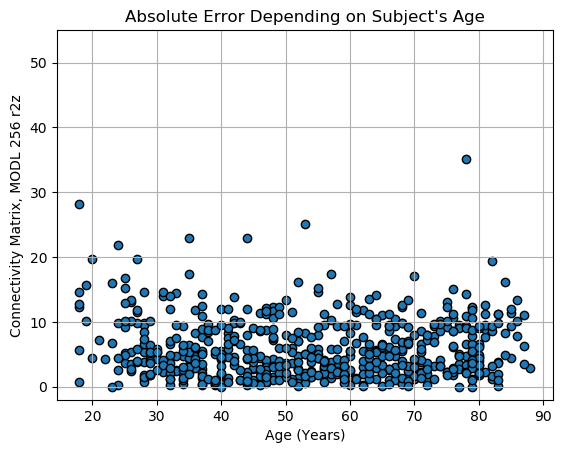 Absolute Error Depending on Subject's Age
Connectivity Matrix, MODL 256 r2z
50
40
30
20
10
0
20 30 40 50 60 70 80 90
Age (Years)